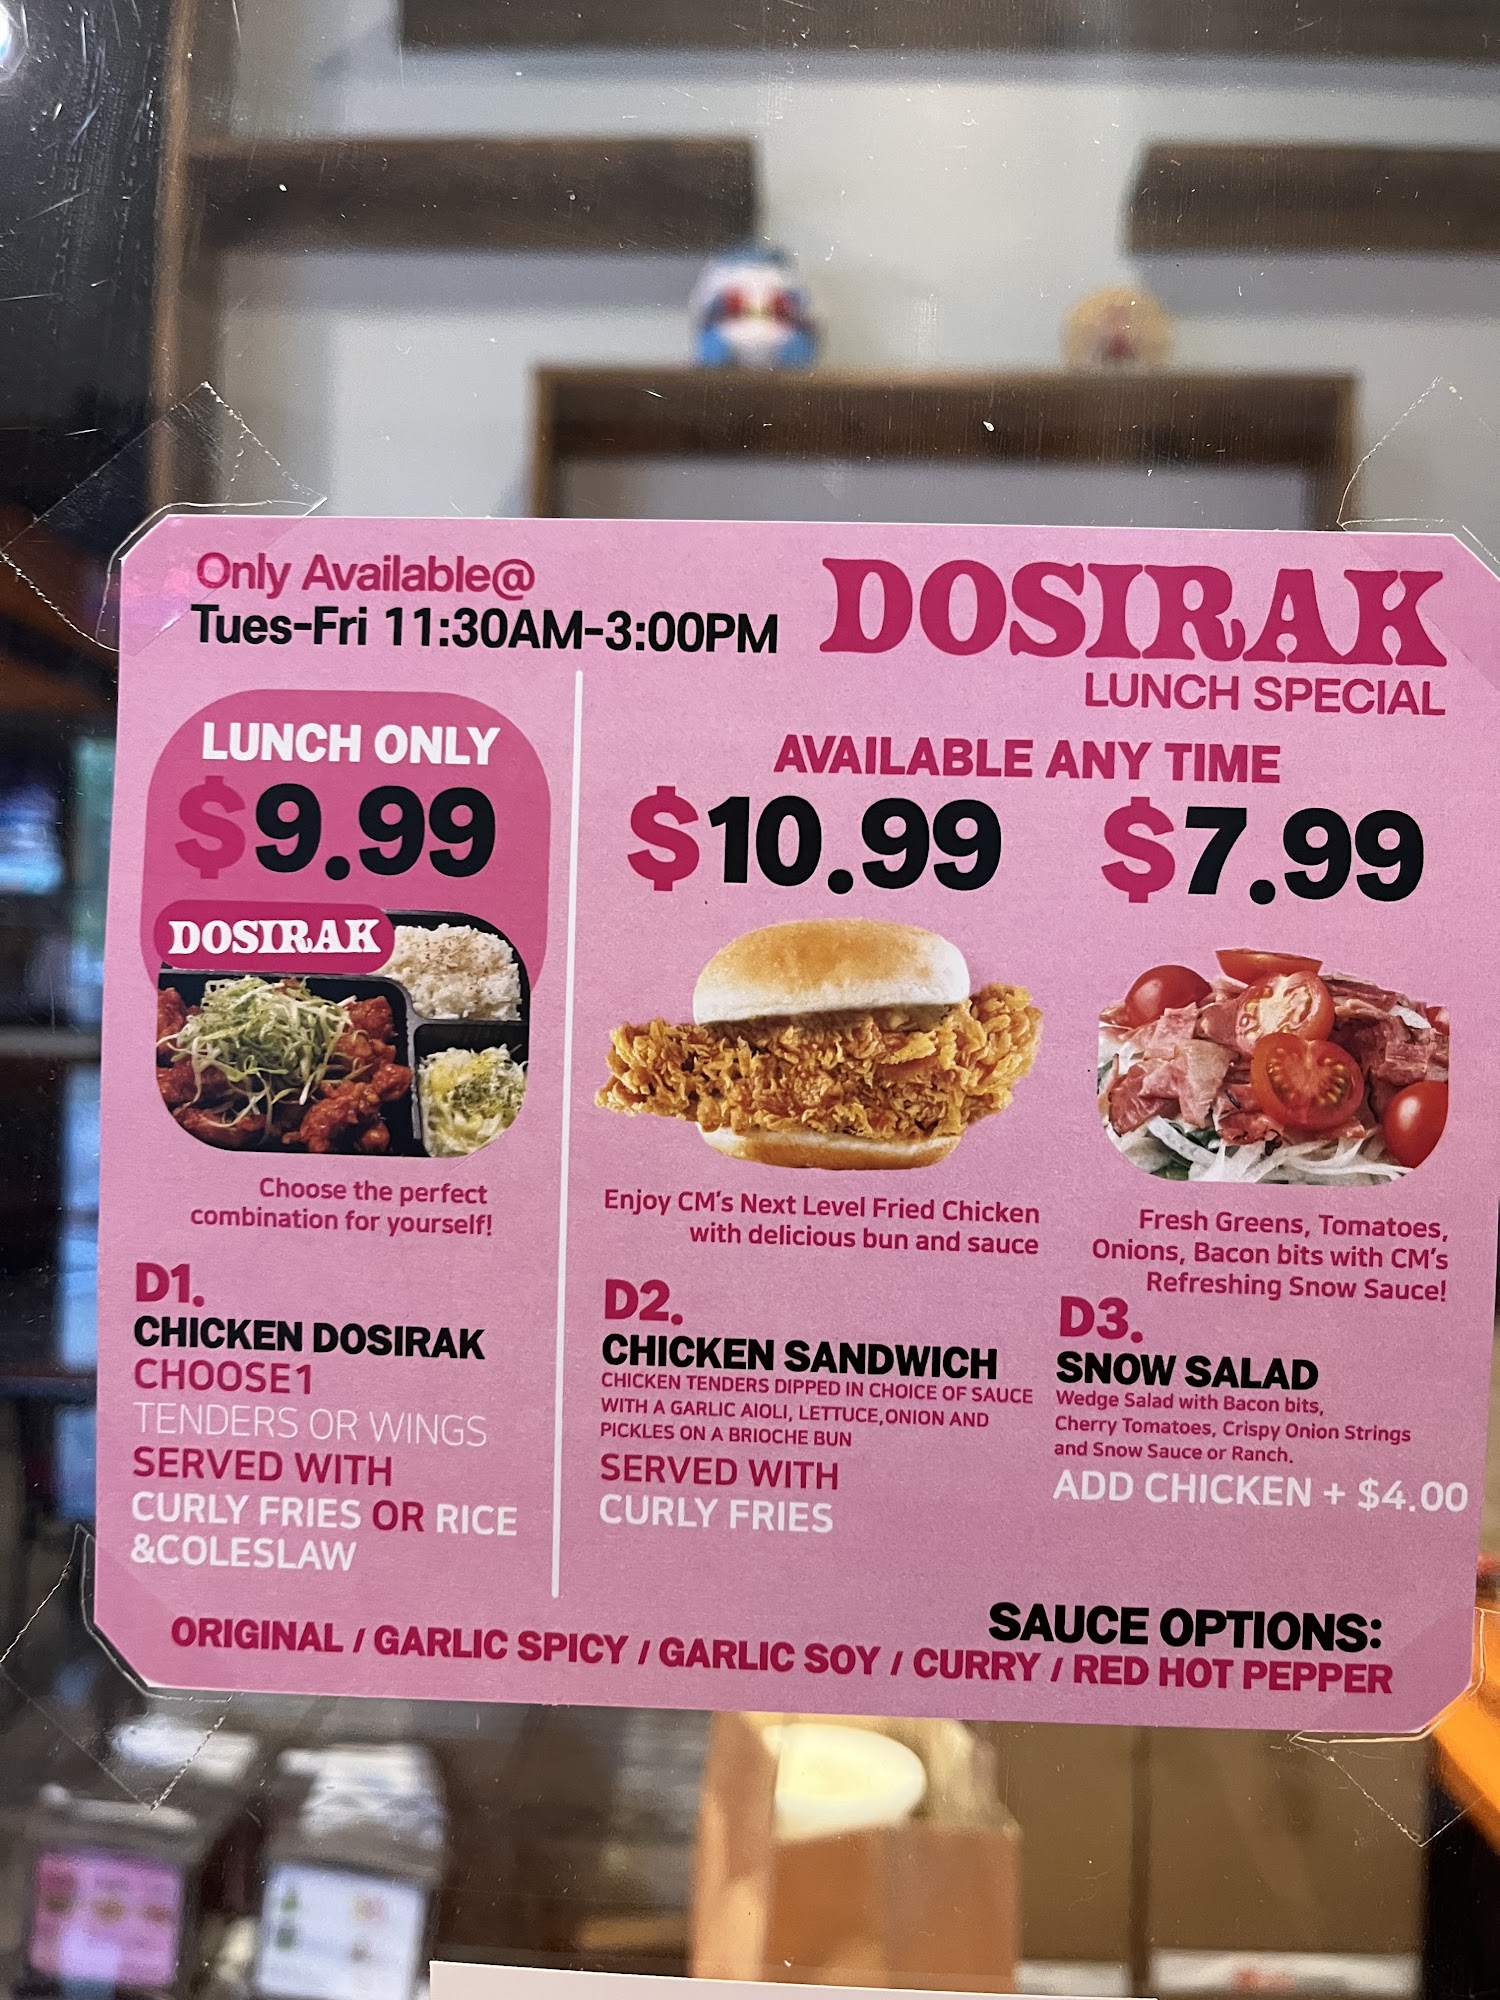 Only Available@
Tues-Fri 11:30AM-3:00PM
DOSIRAK
LUNCH SPECIAL
LUNCH ONLY
$9.99
DOSIRAK
Choose the perfect
combination for yourself!
D1.
CHICKEN DOSIRAK
CHOOSE1
TENDERS OR WINGS
SERVED WITH
CURLY FRIES OR RICE
&COLESLAW
AVAILABLE ANY TIME
$10.99
Enjoy CM's Next Level Fried Chicken
with delicious bun and sauce
D2.
CHICKEN SANDWICH
CHICKEN TENDERS DIPPED IN CHOICE OF SAUCE
WITH A GARLIC AIOLI, LETTUCE,ONION AND
PICKLES ON A BRIOCHE BUN
SERVED WITH
CURLY FRIES
$7.99
Fresh Greens, Tomatoes,
Onions, Bacon bits with CM's
Refreshing Snow Sauce!
D3.
SNOW SALAD
Wedge Salad with Bacon bits,
Cherry Tomatoes, Crispy Onion Strings
and Snow Sauce or Ranch.
ADD CHICKEN + $4.00
SAUCE OPTIONS:
ORIGINAL / GARLIC SPICY / GARLIC SOY / CURRY / RED HOT PEPPER